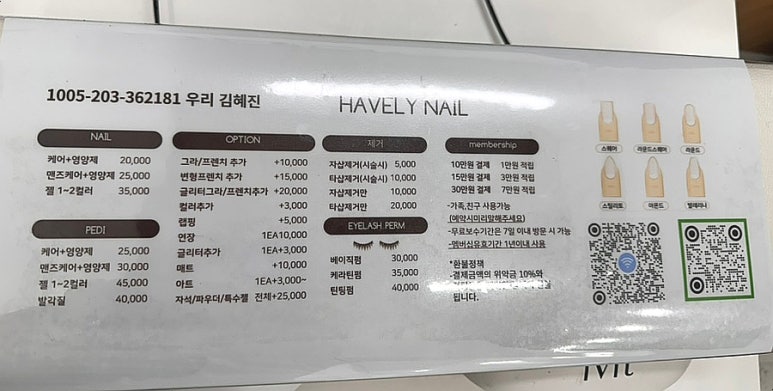 1005-203-362181 우리 김혜진
HAVELY NAIL
NAIL
케어+영양제 20,000
맨즈케어+영양제 25,000
젤 1~2컬러 35,000
PEDI
케어+영양제 25,000
맨즈케어+영양제 30,000
젤 1~2컬러 45,000
발각질 40,000
OPTION
그라/프렌치 추가 +10,000
변형프렌치 추가 +15,000
글리터그라/프렌치추가 +20,000
컬러추가 +3,000
랩핑 +5,000
연장 1EA10,000
글리터추가 1EA+3,000
매트 +10,000
아트 1EA+3,000~
자석/파우더/특수젤 전체+25,000
제거
자샵제거(시술시) 5,000
타샵제거(시술시) 10,000
자샵제거만 10,000
타샵제거만 20,000
EYELASH PERM
베이직펌 30,000
케라틴펌 35,000
틴팅펌 40,000
membership
10만원 결제 1만원 적립
15만원 결제 3만원 적립
30만원 결제 7만원 적립
-가족,친구 사용가능
(예약시미리말해주세요)
-무료보수기간은 7일 이내 방문 시 가능
-멤버십유효기간 1년이내 사용
*환불정책
-결제금액의 위약금 10%와
됩니다.
스퀘어 라운드스퀘어 라운드
스틸레토 아몬드 발레리나